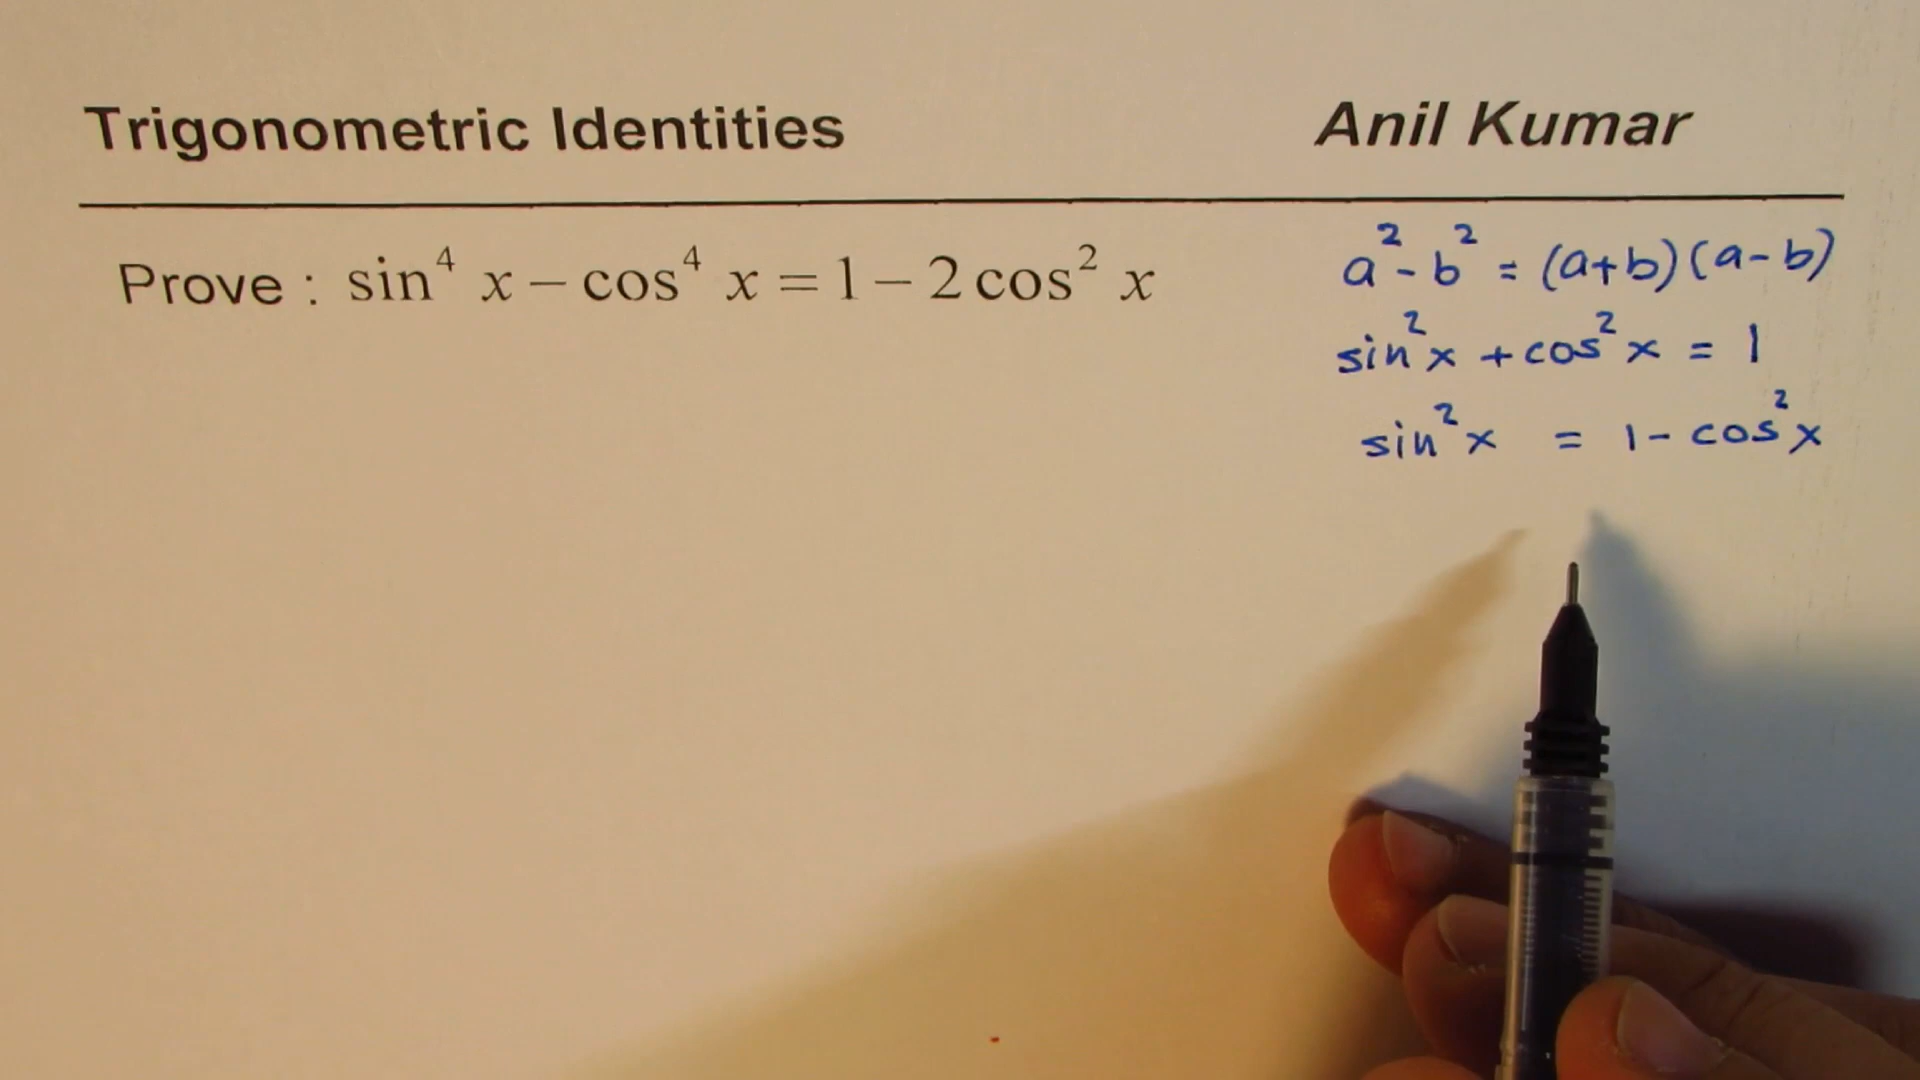 Trigonometric Identities
Anil Kumar
Prove : sin⁴ x − cos⁴ x = 1 − 2 cos² x
a² - b² = (a+b)(a-b)
sin²x + cos²x = 1
sin²x = 1 - cos²x